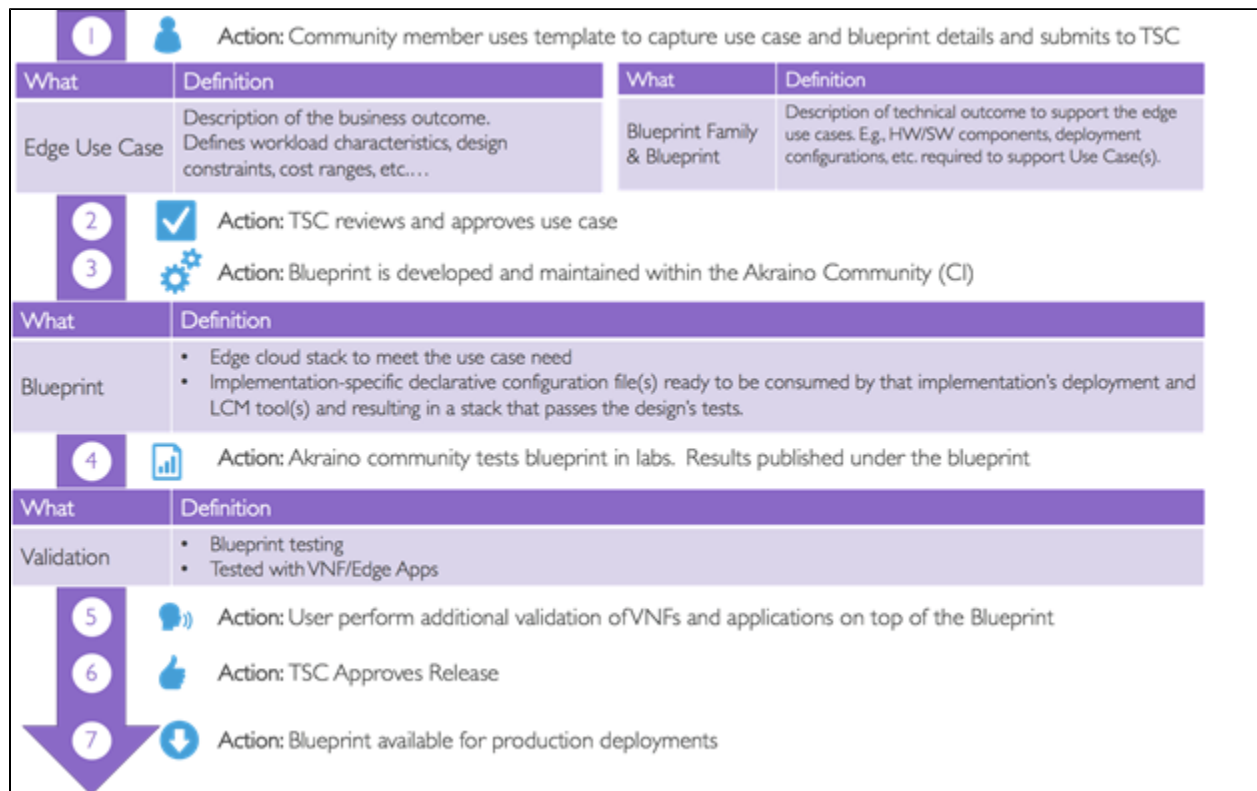 1
Action: Community member uses template to capture use case and blueprint details and submits to TSC
What Definition
Edge Use Case
Description of the business outcome.
Defines workload characteristics, design
constraints, cost ranges, etc.…
What Definition
Blueprint Family
& Blueprint
Description of technical outcome to support the edge
use cases. E.g., HW/SW components, deployment
configurations, etc. required to support Use Case(s).
2
Action: TSC reviews and approves use case
3
Action: Blueprint is developed and maintained within the Akraino Community (CI)
What Definition
Blueprint
• Edge cloud stack to meet the use case need
• Implementation-specific declarative configuration file(s) ready to be consumed by that implementation's deployment and
LCM tool(s) and resulting in a stack that passes the design's tests.
4
Action: Akraino community tests blueprint in labs. Results published under the blueprint
What Definition
Validation
• Blueprint testing
• Tested with VNF/Edge Apps
5
Action: User perform additional validation of VNFs and applications on top of the Blueprint
6
Action: TSC Approves Release
7
Action: Blueprint available for production deployments